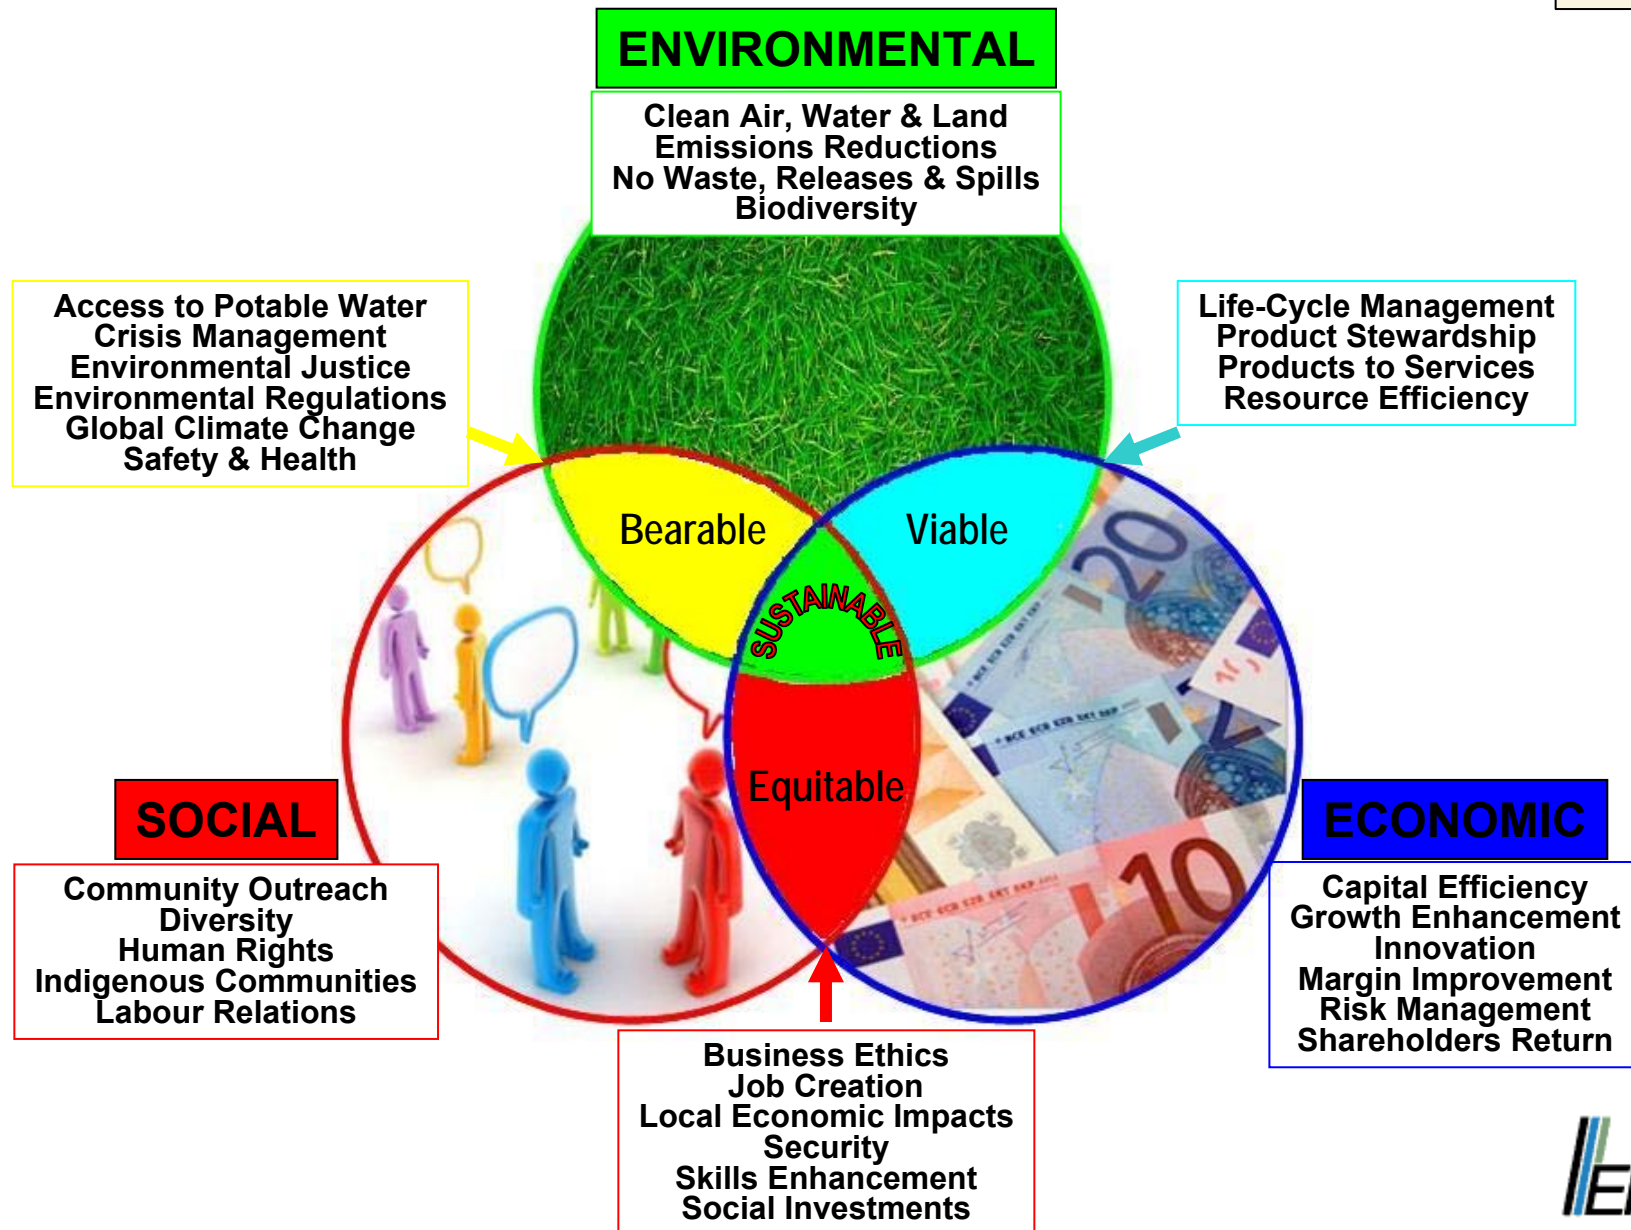 ENVIRONMENTAL
Clean Air, Water & Land
Emissions Reductions
No Waste, Releases & Spills
Biodiversity
Access to Potable Water
Crisis Management
Environmental Justice
Environmental Regulations
Global Climate Change
Safety & Health
Life-Cycle Management
Product Stewardship
Products to Services
Resource Efficiency
Bearable
Viable
SUSTAINABLE
Equitable
20
10
SOCIAL
Community Outreach
Diversity
Human Rights
Indigenous Communities
Labour Relations
ECONOMIC
Capital Efficiency
Growth Enhancement
Innovation
Margin Improvement
Risk Management
Shareholders Return
Business Ethics
Job Creation
Local Economic Impacts
Security
Skills Enhancement
Social Investments